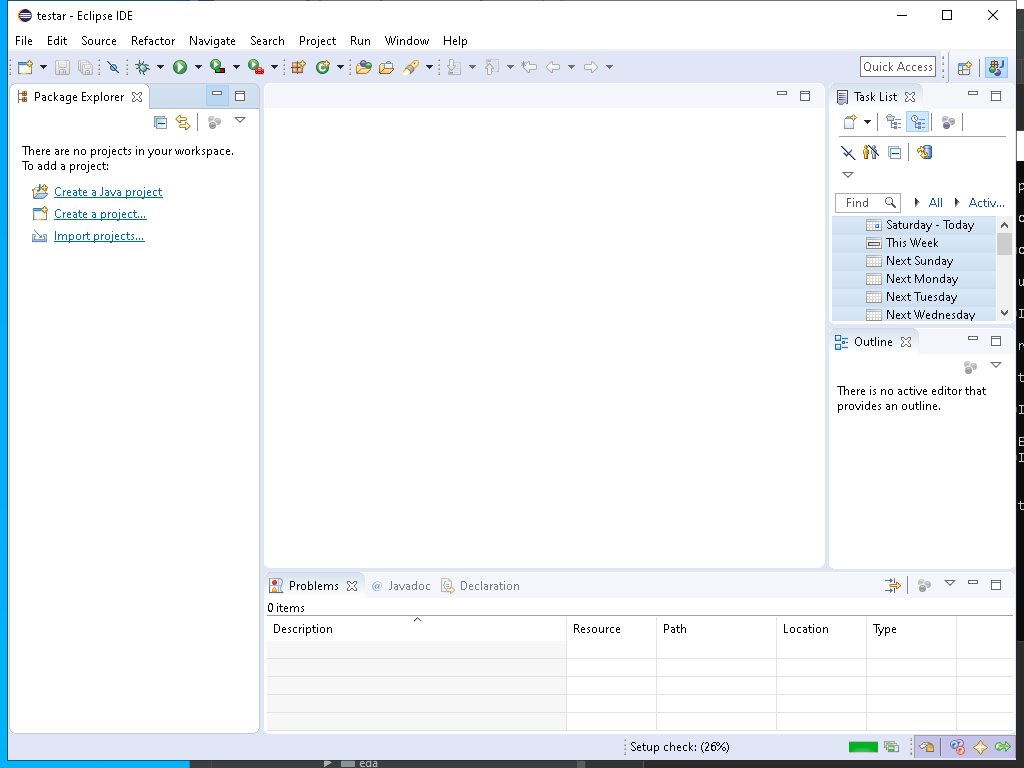 testar - Eclipse IDE
File Edit Source Refactor Navigate Search Project Run Window Help
Quick Access
Package Explorer
There are no projects in your workspace.
To add a project:
Create a Java project
Create a project...
Import projects...
Task List
Find All Activ...
Saturday - Today
This Week
Next Sunday
Next Monday
Next Tuesday
Next Wednesday
Outline
There is no active editor that
provides an outline.
Problems @ Javadoc Declaration
0 items
Description Resource Path Location Type
Setup check: (26%)
eda